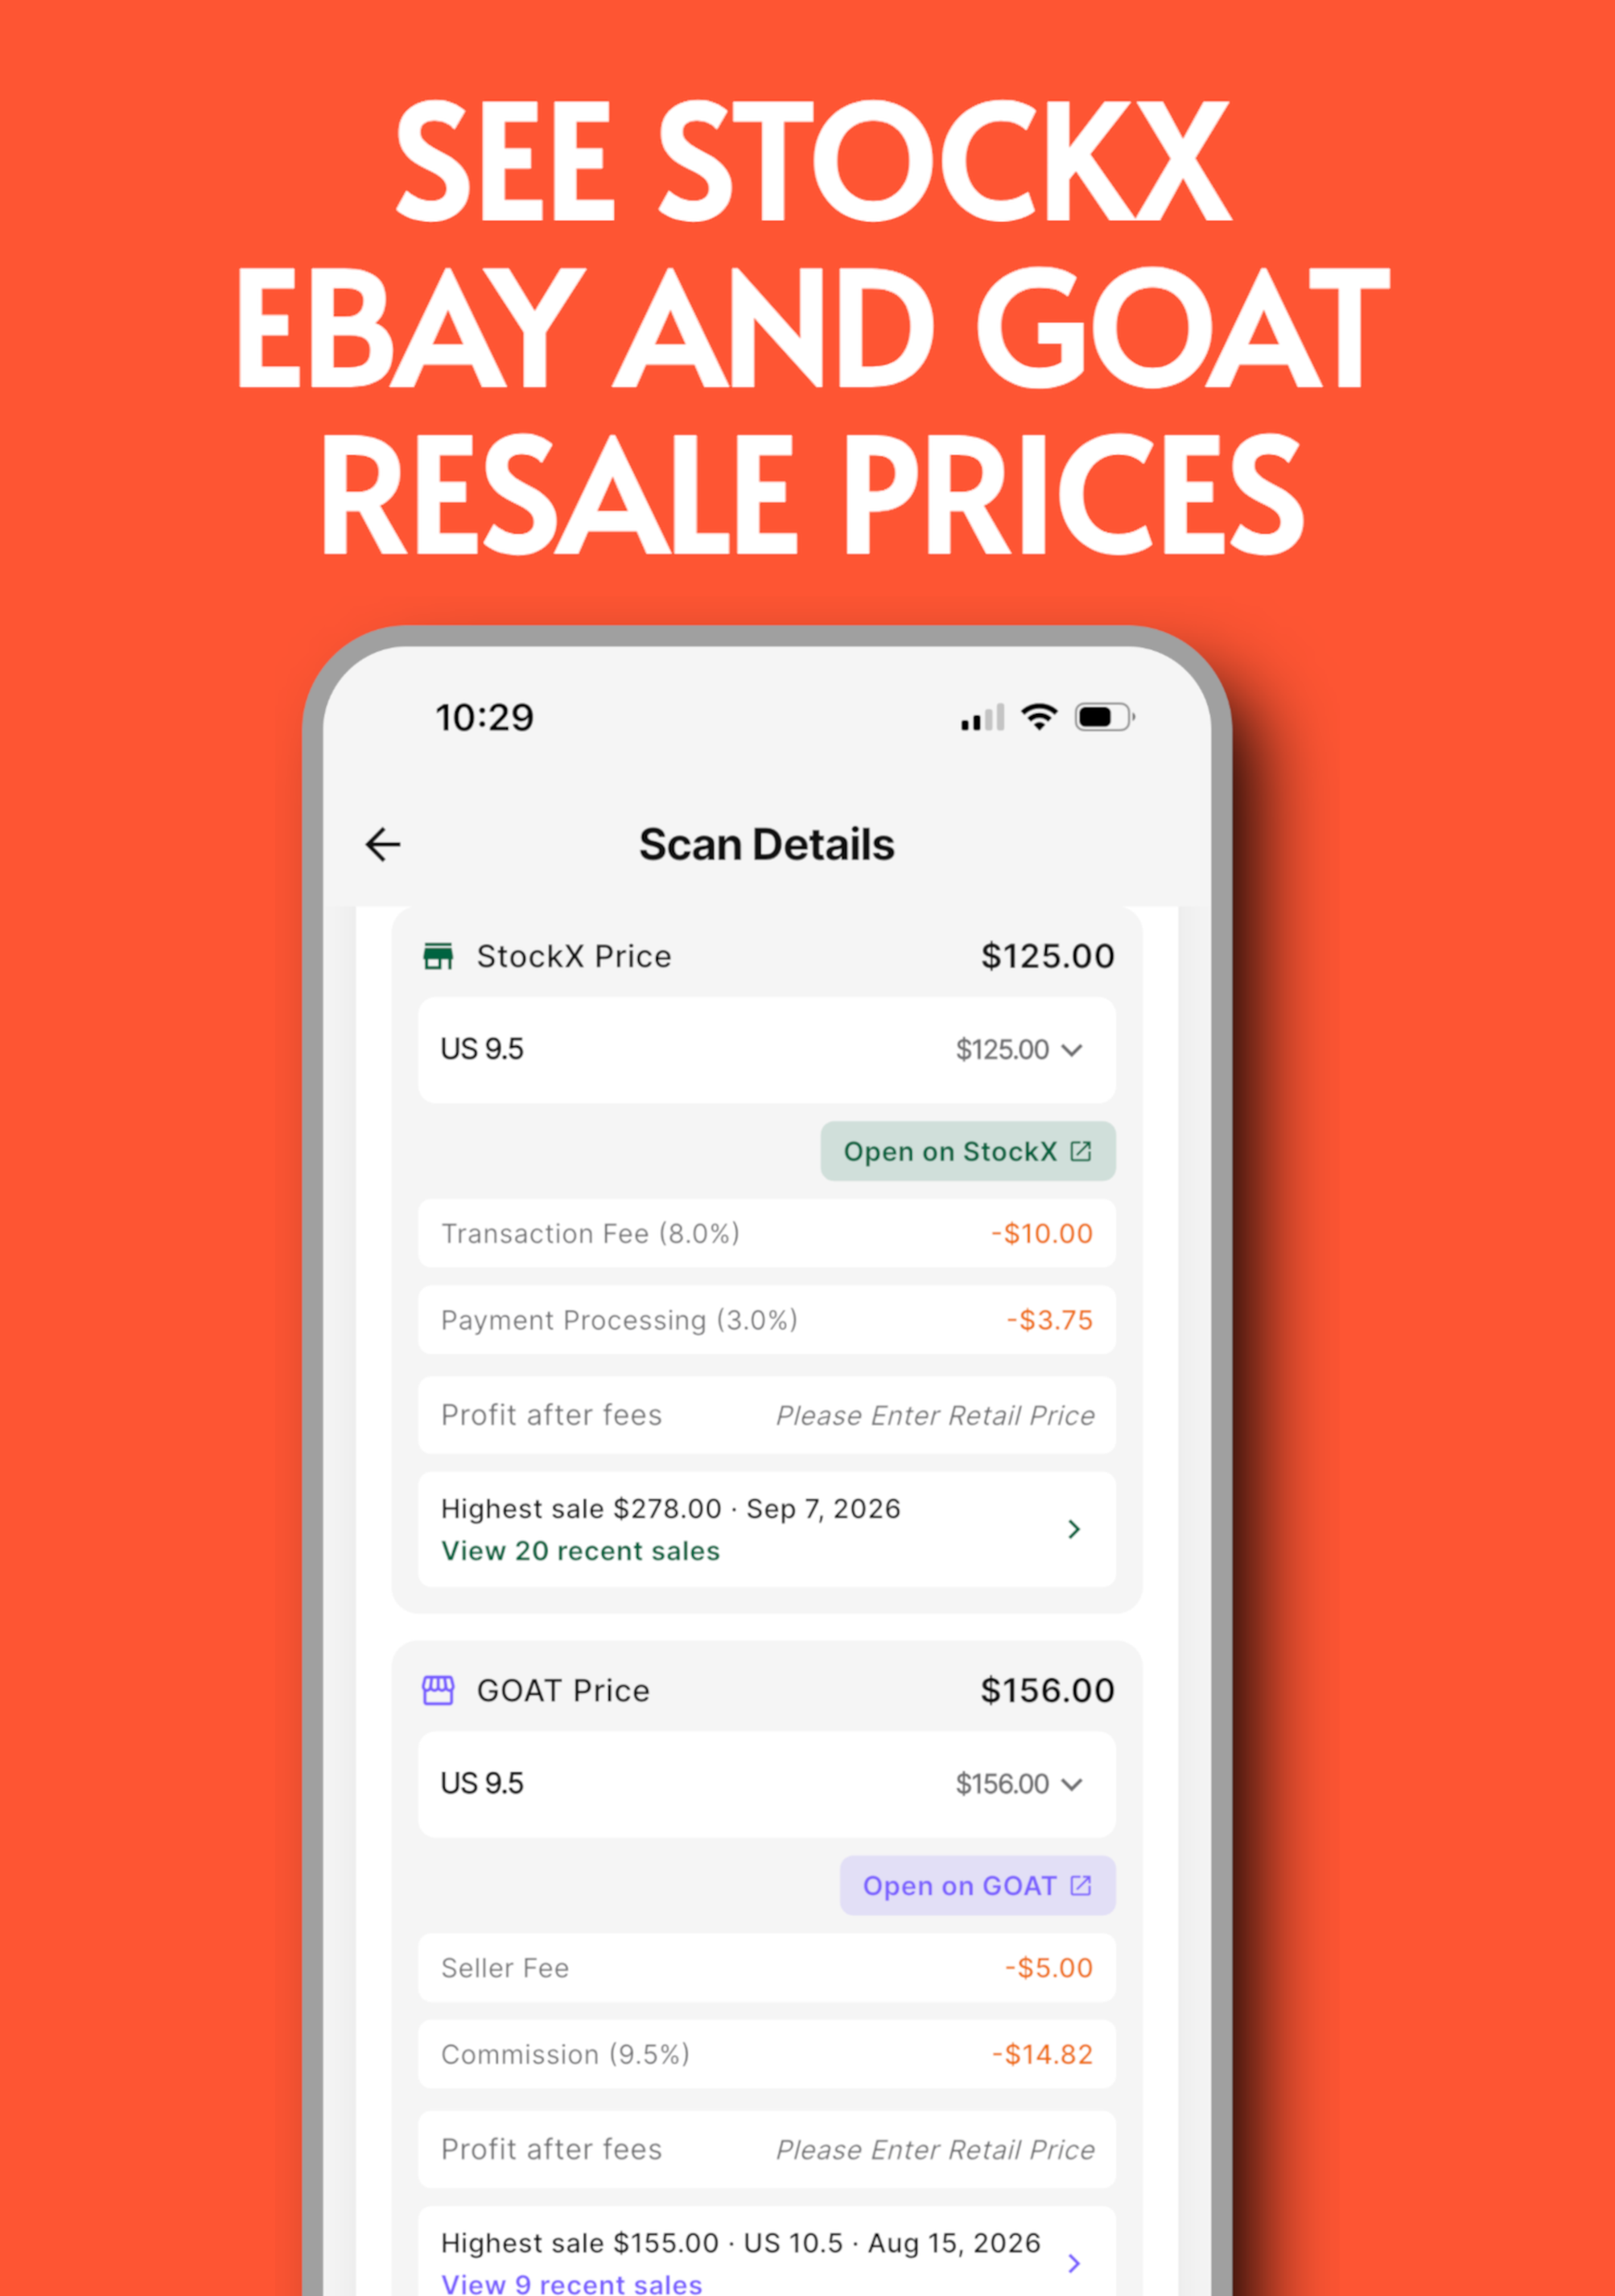 SEE STOCKX
EBAY AND GOAT
RESALE PRICES
10:29
Scan Details
StockX Price $125.00
US 9.5 $125.00
Open on StockX
Transaction Fee (8.0%) -$10.00
Payment Processing (3.0%) -$3.75
Profit after fees Please Enter Retail Price
Highest sale $278.00 · Sep 7, 2026
View 20 recent sales
GOAT Price $156.00
US 9.5 $156.00
Open on GOAT
Seller Fee -$5.00
Commission (9.5%) -$14.82
Profit after fees Please Enter Retail Price
Highest sale $155.00 · US 10.5 · Aug 15, 2026
View 9 recent sales